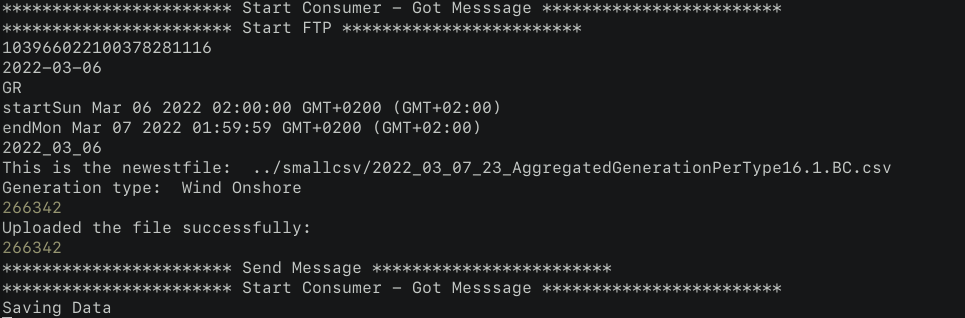 *********************** Start Consumer - Got Messsage ************************
*********************** Start FTP ************************
103966022100378281116
2022-03-06
GR
startSun Mar 06 2022 02:00:00 GMT+0200 (GMT+02:00)
endMon Mar 07 2022 01:59:59 GMT+0200 (GMT+02:00)
2022_03_06
This is the newestfile:  ../smallcsv/2022_03_07_23_AggregatedGenerationPerType16.1.BC.csv
Generation type:  Wind Onshore
266342
Uploaded the file successfully:
266342
*********************** Send Message ************************
*********************** Start Consumer - Got Messsage ************************
Saving Data